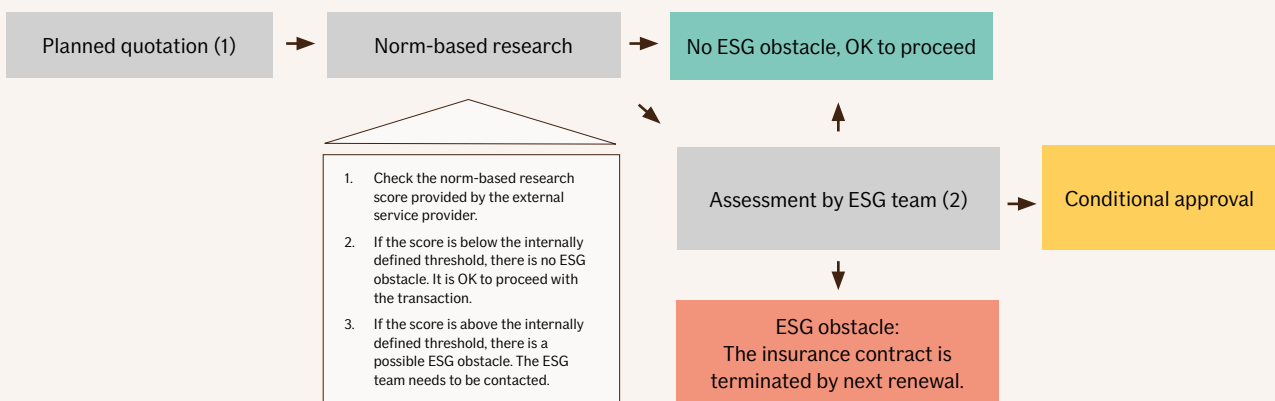 Planned quotation (1)
Norm-based research
No ESG obstacle, OK to proceed
1. Check the norm-based research
score provided by the external
service provider.
2. If the score is below the internally
defined threshold, there is no ESG
obstacle. It is OK to proceed with
the transaction.
3. If the score is above the internally
defined threshold, there is a
possible ESG obstacle. The ESG
team needs to be contacted.
Assessment by ESG team (2)
Conditional approval
ESG obstacle:
The insurance contract is
terminated by next renewal.